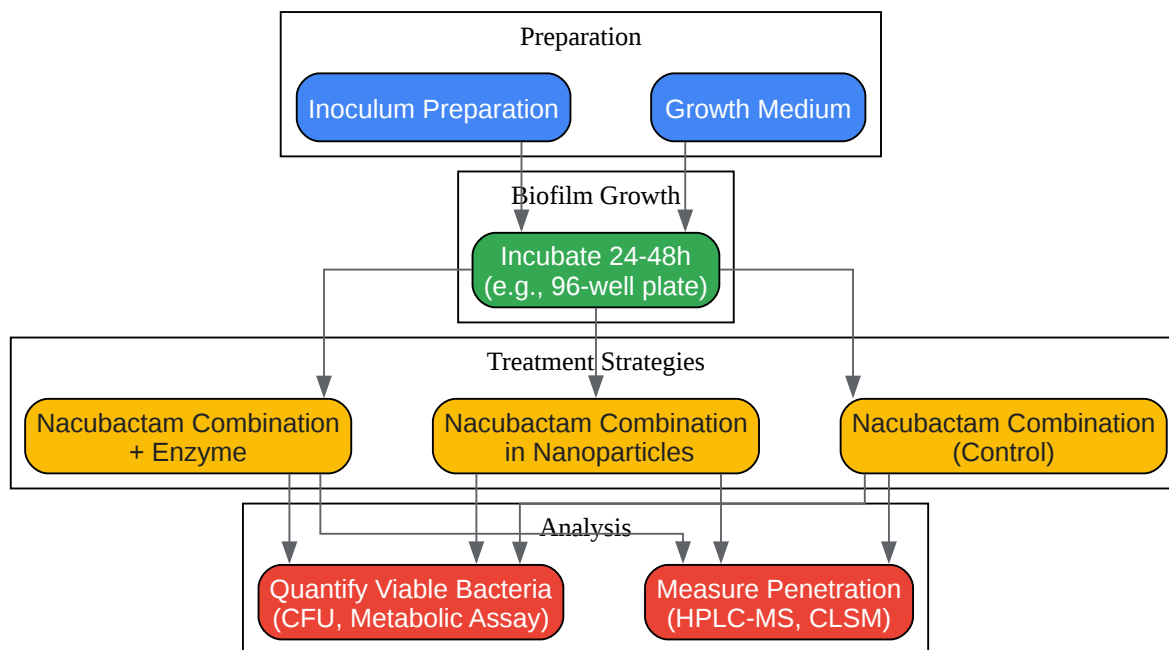 Preparation
Inoculum Preparation
Growth Medium
Biofilm Growth
Incubate 24-48h
(e.g., 96-well plate)
Treatment Strategies
Nacubactam Combination
+ Enzyme
Nacubactam Combination
in Nanoparticles
Nacubactam Combination
(Control)
Analysis
Quantify Viable Bacteria
(CFU, Metabolic Assay)
Measure Penetration
(HPLC-MS, CLSM)